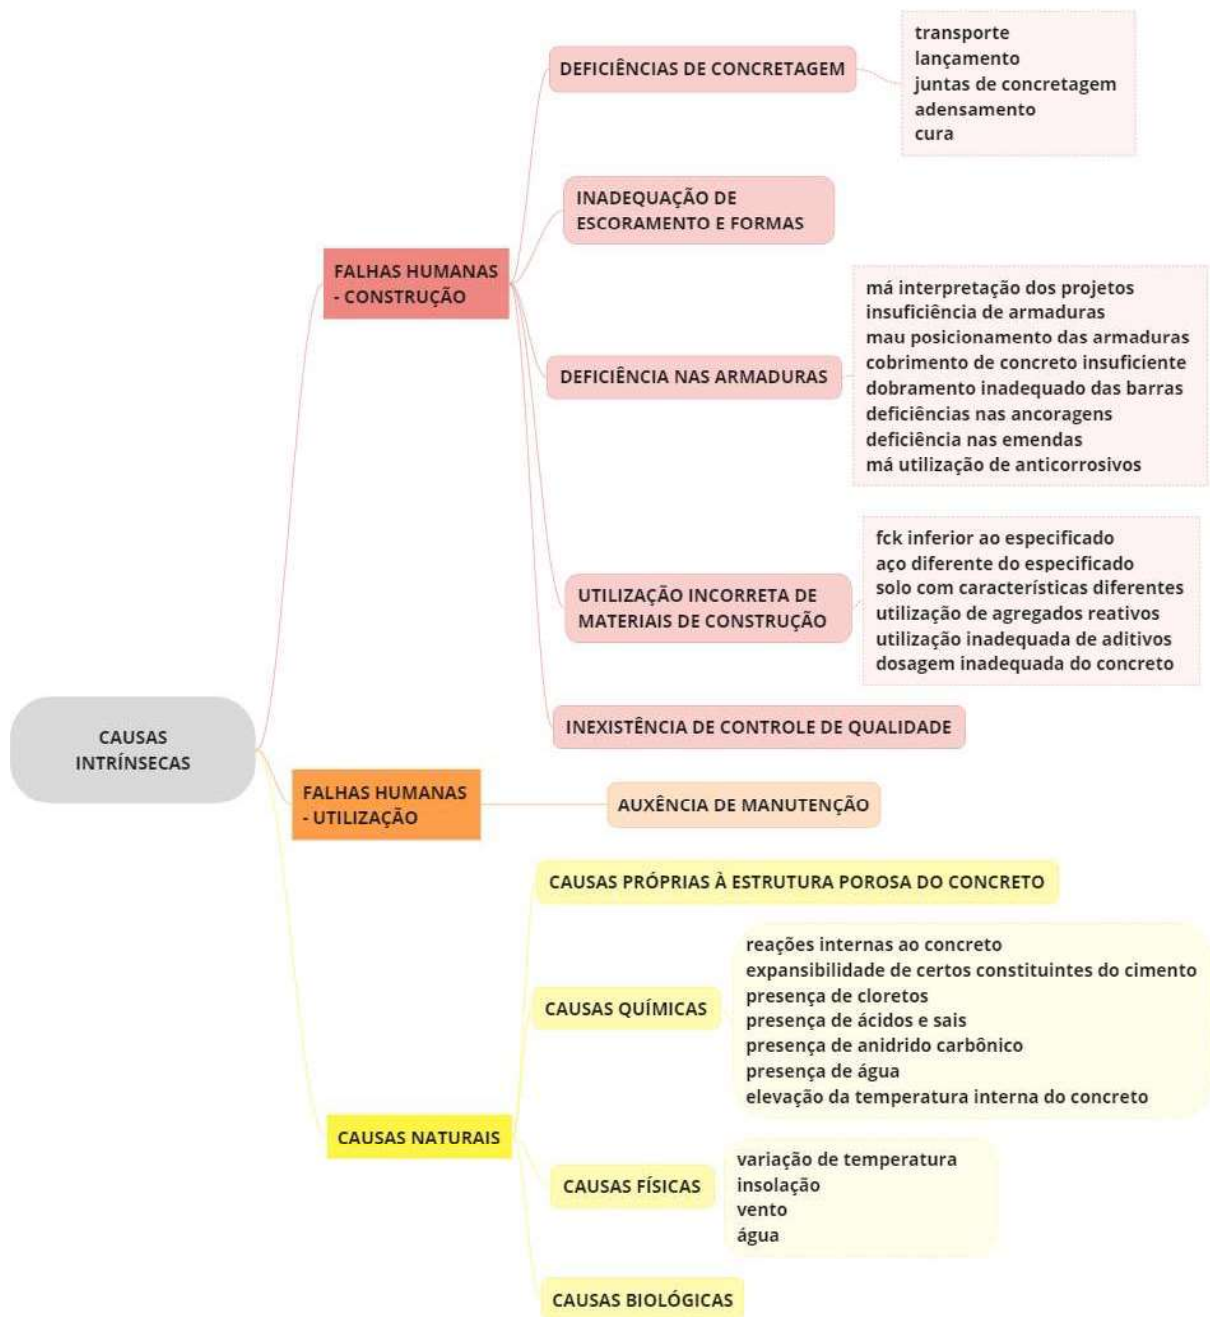 DEFICIÊNCIAS DE CONCRETAGEM
transporte
lançamento
juntas de concretagem
adensamento
cura
INADEQUAÇÃO DE
ESCORAMENTO E FORMAS
FALHAS HUMANAS
- CONSTRUÇÃO
DEFICIÊNCIA NAS ARMADURAS
má interpretação dos projetos
insuficiência de armaduras
mau posicionamento das armaduras
cobrimento de concreto insuficiente
dobramento inadequado das barras
deficiências nas ancoragens
deficiência nas emendas
má utilização de anticorrosivos
UTILIZAÇÃO INCORRETA DE
MATERIAIS DE CONSTRUÇÃO
fck inferior ao especificado
aço diferente do especificado
solo com características diferentes
utilização de agregados reativos
utilização inadequada de aditivos
dosagem inadequada do concreto
INEXISTÊNCIA DE CONTROLE DE QUALIDADE
CAUSAS
INTRÍNSECAS
FALHAS HUMANAS
- UTILIZAÇÃO
AUXÊNCIA DE MANUTENÇÃO
CAUSAS PRÓPRIAS À ESTRUTURA POROSA DO CONCRETO
CAUSAS QUÍMICAS
reações internas ao concreto
expansibilidade de certos constituintes do cimento
presença de cloretos
presença de ácidos e sais
presença de anidrido carbônico
presença de água
elevação da temperatura interna do concreto
CAUSAS NATURAIS
CAUSAS FÍSICAS
variação de temperatura
insolação
vento
água
CAUSAS BIOLÓGICAS